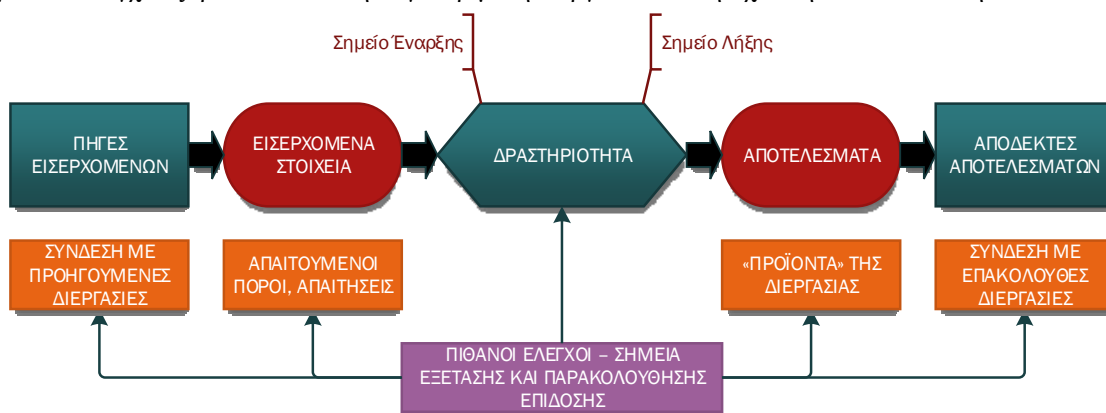 Σημείο Έναρξης
Σημείο Λήξης
ΠΗΓΕΣ
ΕΙΣΕΡΧΟΜΕΝΩΝ
ΕΙΣΕΡΧΟΜΕΝΑ
ΣΤΟΙΧΕΙΑ
ΔΡΑΣΤΗΡΙΟΤΗΤΑ
ΑΠΟΤΕΛΕΣΜΑΤΑ
ΑΠΟΔΕΚΤΕΣ
ΑΠΟΤΕΛΕΣΜΑΤΩΝ
ΣΥΝΔΕΣΗ ΜΕ
ΠΡΟΗΓΟΥΜΕΝΕΣ
ΔΙΕΡΓΑΣΙΕΣ
ΑΠΑΙΤΟΥΜΕΝΟΙ
ΠΟΡΟΙ, ΑΠΑΙΤΗΣΕΙΣ
«ΠΡΟΪΟΝΤΑ» ΤΗΣ
ΔΙΕΡΓΑΣΙΑΣ
ΣΥΝΔΕΣΗ ΜΕ
ΕΠΑΚΟΛΟΥΘΕΣ
ΔΙΕΡΓΑΣΙΕΣ
ΠΙΘΑΝΟΙ ΕΛΕΓΧΟΙ – ΣΗΜΕΙΑ
ΕΞΕΤΑΣΗΣ ΚΑΙ ΠΑΡΑΚΟΛΟΥΘΗΣΗΣ
ΕΠΙΔΟΣΗΣ